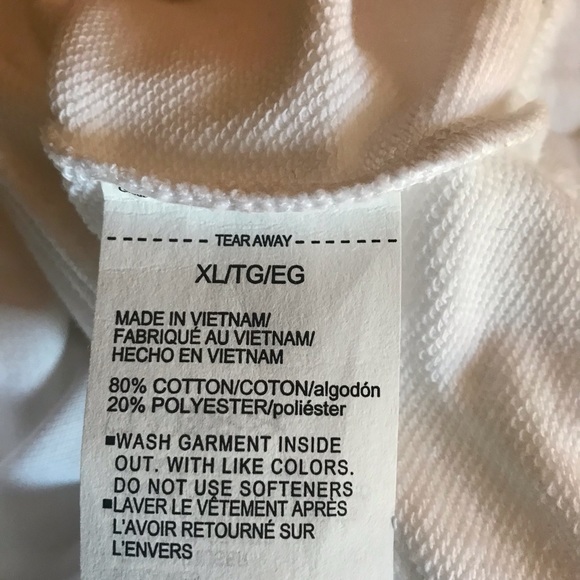 - - - - - - - TEAR AWAY - - - - - - - -
XL/TG/EG
MADE IN VIETNAM/
FABRIQUÉ AU VIETNAM/
HECHO EN VIETNAM
80% COTTON/COTON/algodón
20% POLYESTER/poliéster
▪WASH GARMENT INSIDE
OUT. WITH LIKE COLORS.
DO NOT USE SOFTENERS
▪LAVER LE VÊTEMENT APRÈS
L'AVOIR RETOURNÉ SUR
L'ENVERS